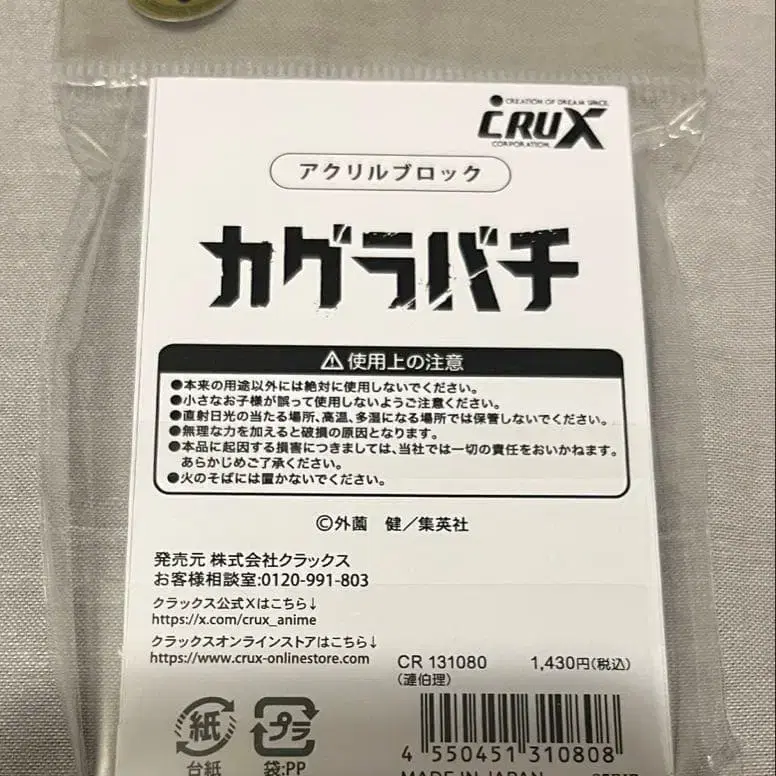 CREATION OF DREAM SPACE.
CRUX
CORPORATION.
アクリルブロック
カグラバチ
使用上の注意
●本来の用途以外には絶対に使用しないでください。
●小さなお子様が誤って使用しないようご注意ください。
●直射日光の当たる場所、高温、多湿になる場所では保管しないでください。
●無理な力を加えると破損の原因となります。
●本品に起因する損害につきましては、当社では一切の責任をおいかねます。
あらかじめご了承ください。
●火のそばには置かないでください。
©外薗 健／集英社
発売元 株式会社クラックス
お客様相談室:0120-991-803
クラックス公式Xはこちら↓
https://x.com/crux_anime
クラックスオンラインストアはこちら↓
https://www.crux-onlinestore.com
CR 131080 1,430円(税込)
(漣伯理)
紙 プラ
台紙 袋:PP
4 550451 310808
MADE IN JAPAN